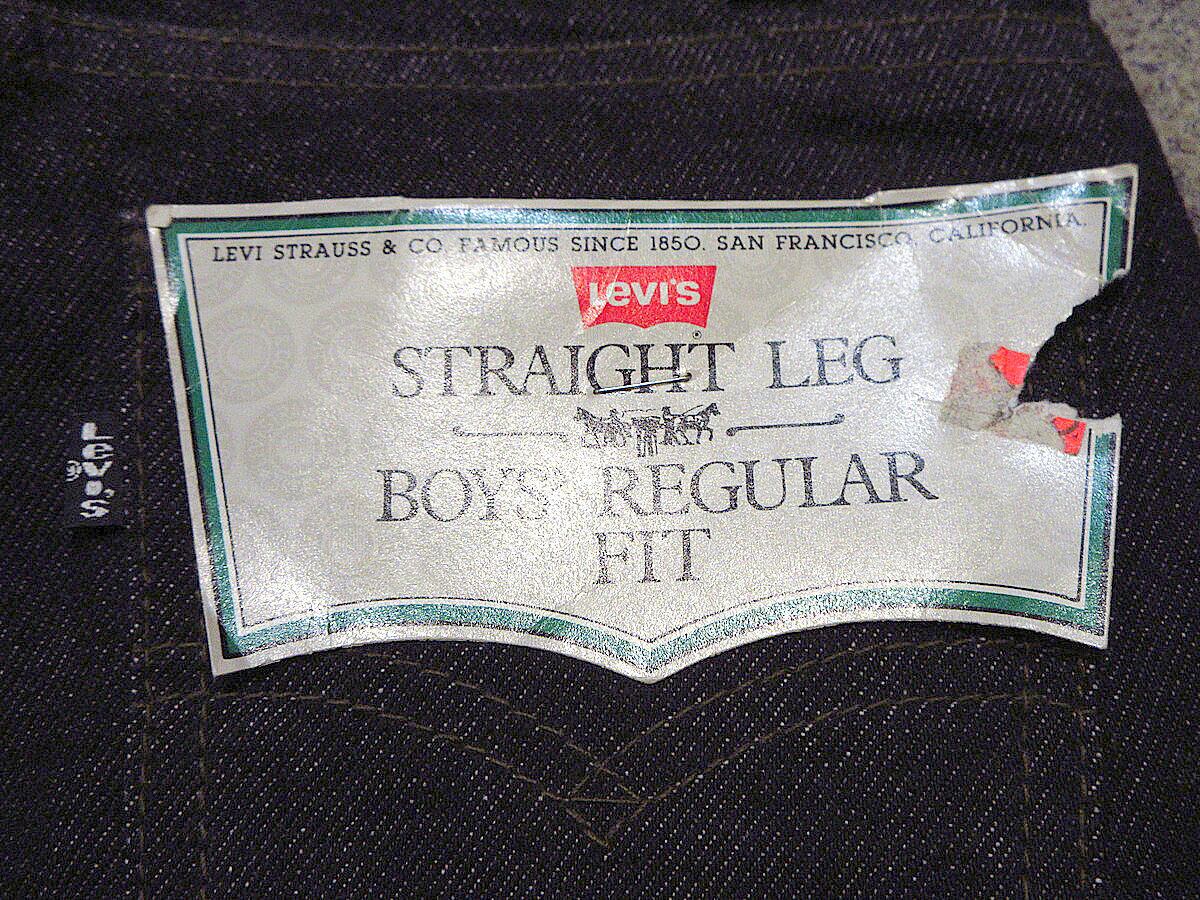 LEVI STRAUSS & CO. FAMOUS SINCE 1850. SAN FRANCISCO, CALIFORNIA.
Levi's
®
STRAIGHT LEG
BOYS' REGULAR
FIT
LEVI'S
®